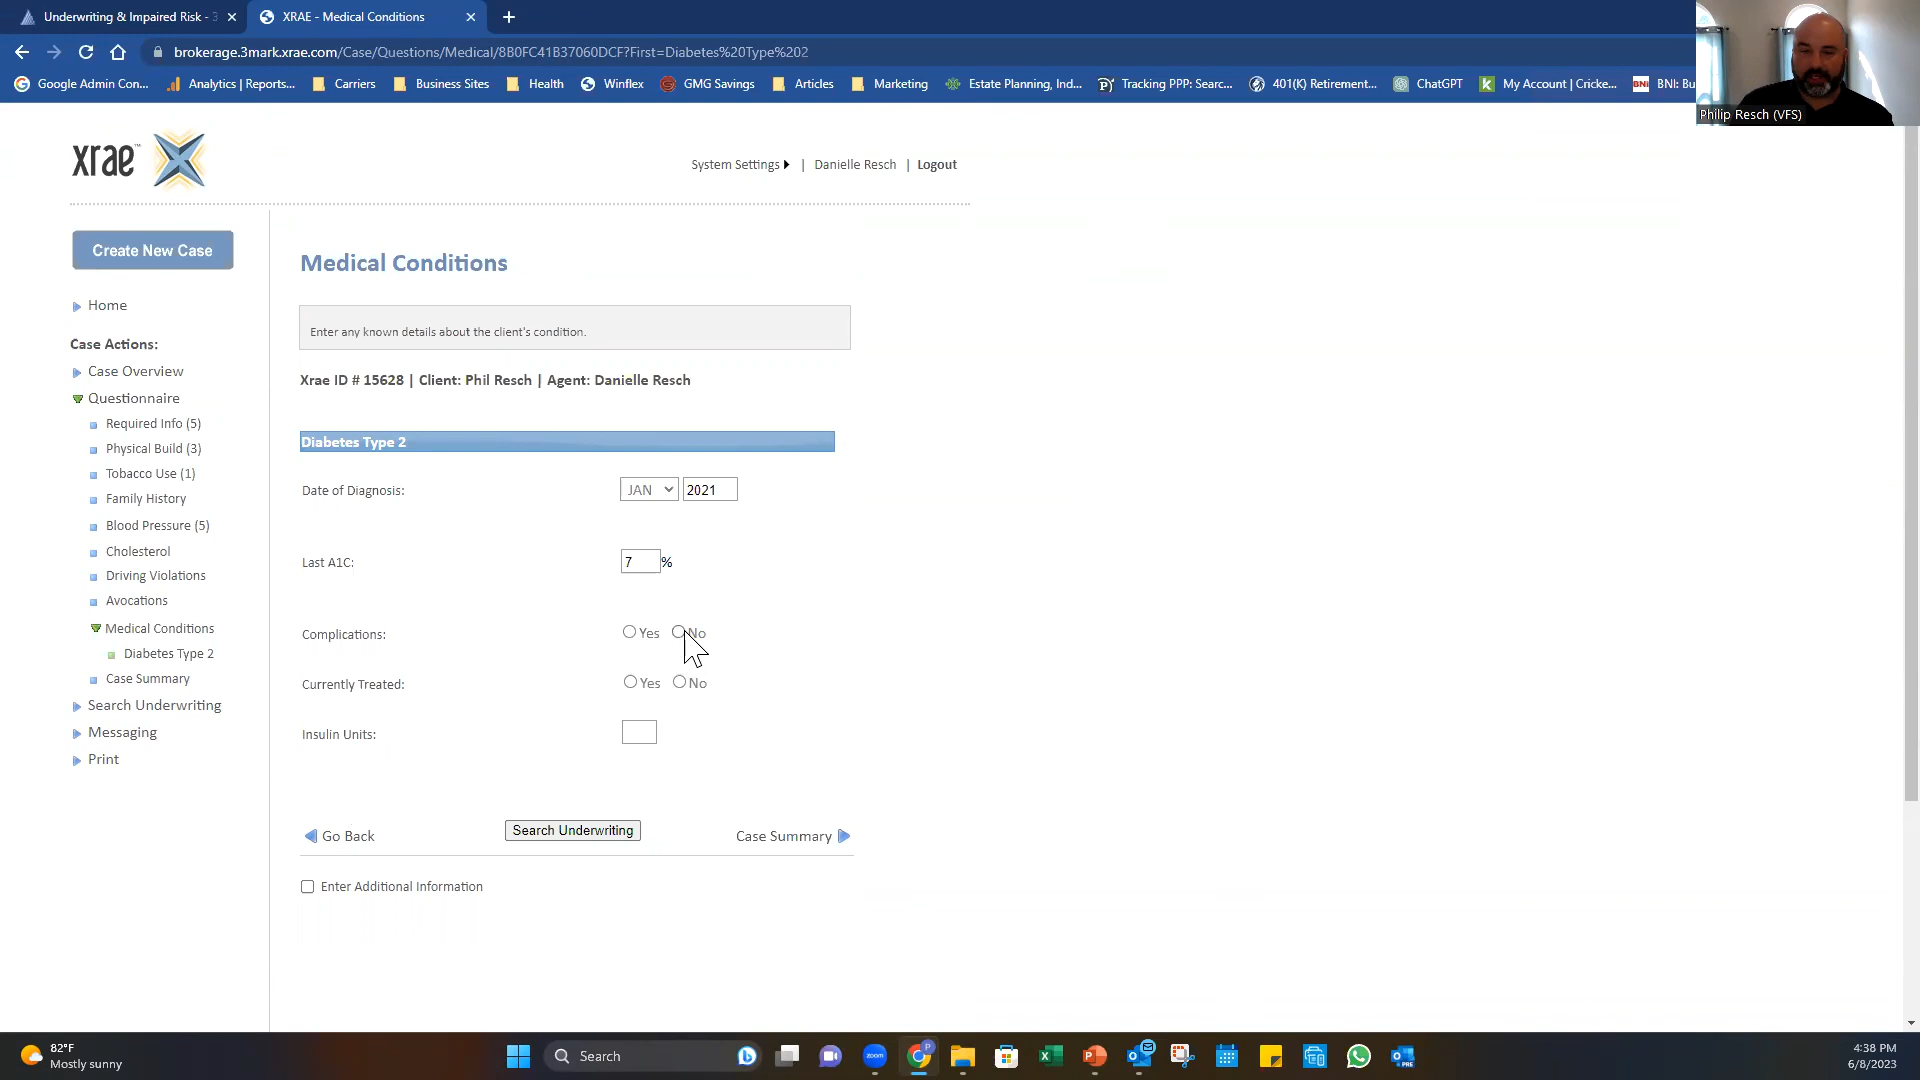 Underwriting & Impaired Risk - 3
XRAE - Medical Conditions
brokerage.3mark.xrae.com/Case/Questions/Medical/8B0FC41B37060DCF?First=Diabetes%20Type%202
Google Admin Con...
Analytics | Reports...
Carriers
Business Sites
Health
Winflex
GMG Savings
Articles
Marketing
Estate Planning, Ind...
Tracking PPP: Searc...
401(K) Retirement...
ChatGPT
My Account | Cricke...
BNI: Bu
Philip Resch (VFS)
xrae™
System Settings | Danielle Resch | Logout
Create New Case
Home
Case Actions:
Case Overview
Questionnaire
Required Info (5)
Physical Build (3)
Tobacco Use (1)
Family History
Blood Pressure (5)
Cholesterol
Driving Violations
Avocations
Medical Conditions
Diabetes Type 2
Case Summary
Search Underwriting
Messaging
Print
Medical Conditions
Enter any known details about the client's condition.
Xrae ID # 15628 | Client: Phil Resch | Agent: Danielle Resch
Diabetes Type 2
Date of Diagnosis: JAN 2021
Last A1C: 7 %
Complications: Yes No
Currently Treated: Yes No
Insulin Units:
Go Back
Search Underwriting
Case Summary
Enter Additional Information
82°F
Mostly sunny
Search
zoom
P
PRE
4:38 PM
6/8/2023